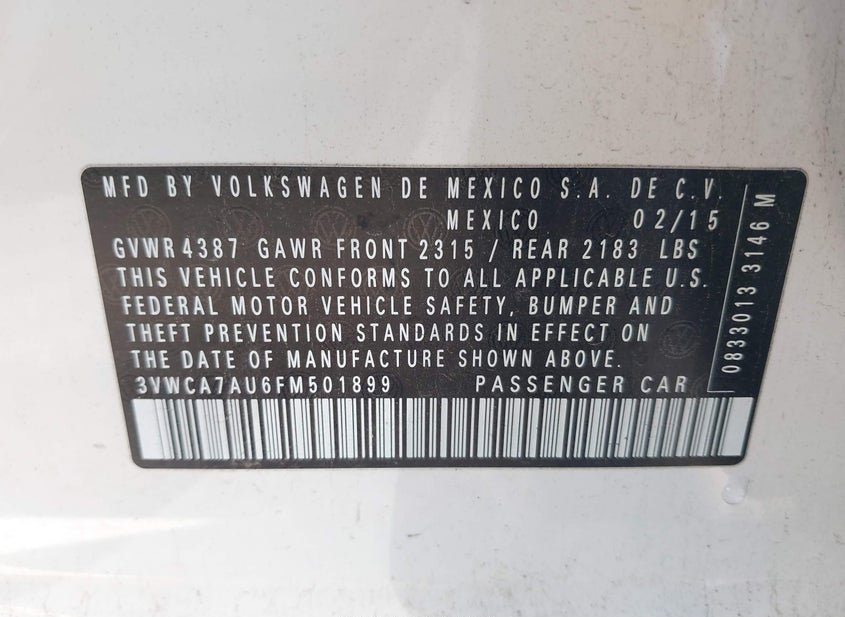 MFD BY VOLKSWAGEN DE MEXICO S.A. DE C.V.
MEXICO 02/15
GVWR 4387 GAWR FRONT 2315 / REAR 2183 LBS
THIS VEHICLE CONFORMS TO ALL APPLICABLE U.S.
FEDERAL MOTOR VEHICLE SAFETY, BUMPER AND
THEFT PREVENTION STANDARDS IN EFFECT ON
THE DATE OF MANUFACTURE SHOWN ABOVE.
3VWCA7AU6FM501899 PASSENGER CAR
0833013 3146 M